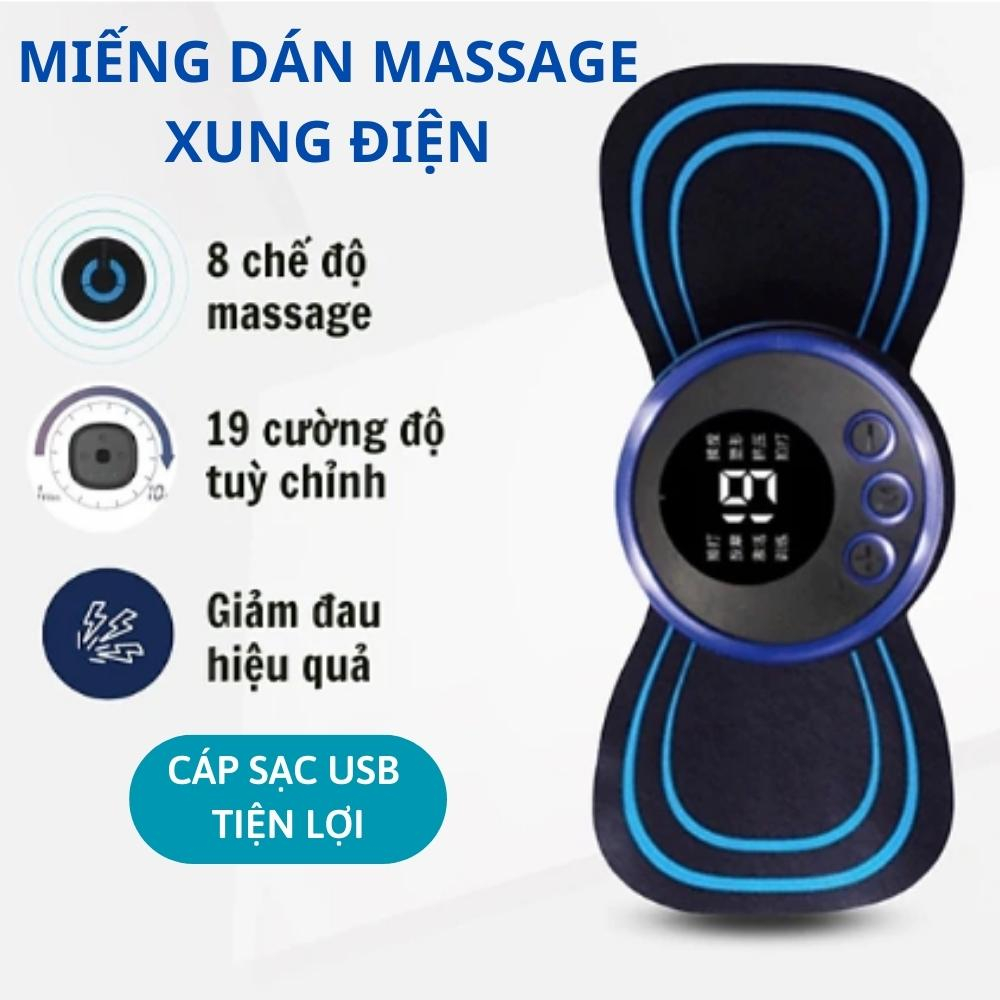 MIẾNG DÁN MASSAGE
XUNG ĐIỆN
8 chế độ
massage
19 cường độ
tuỳ chỉnh
Giảm đau
hiệu quả
CÁP SẠC USB
TIỆN LỢI
19